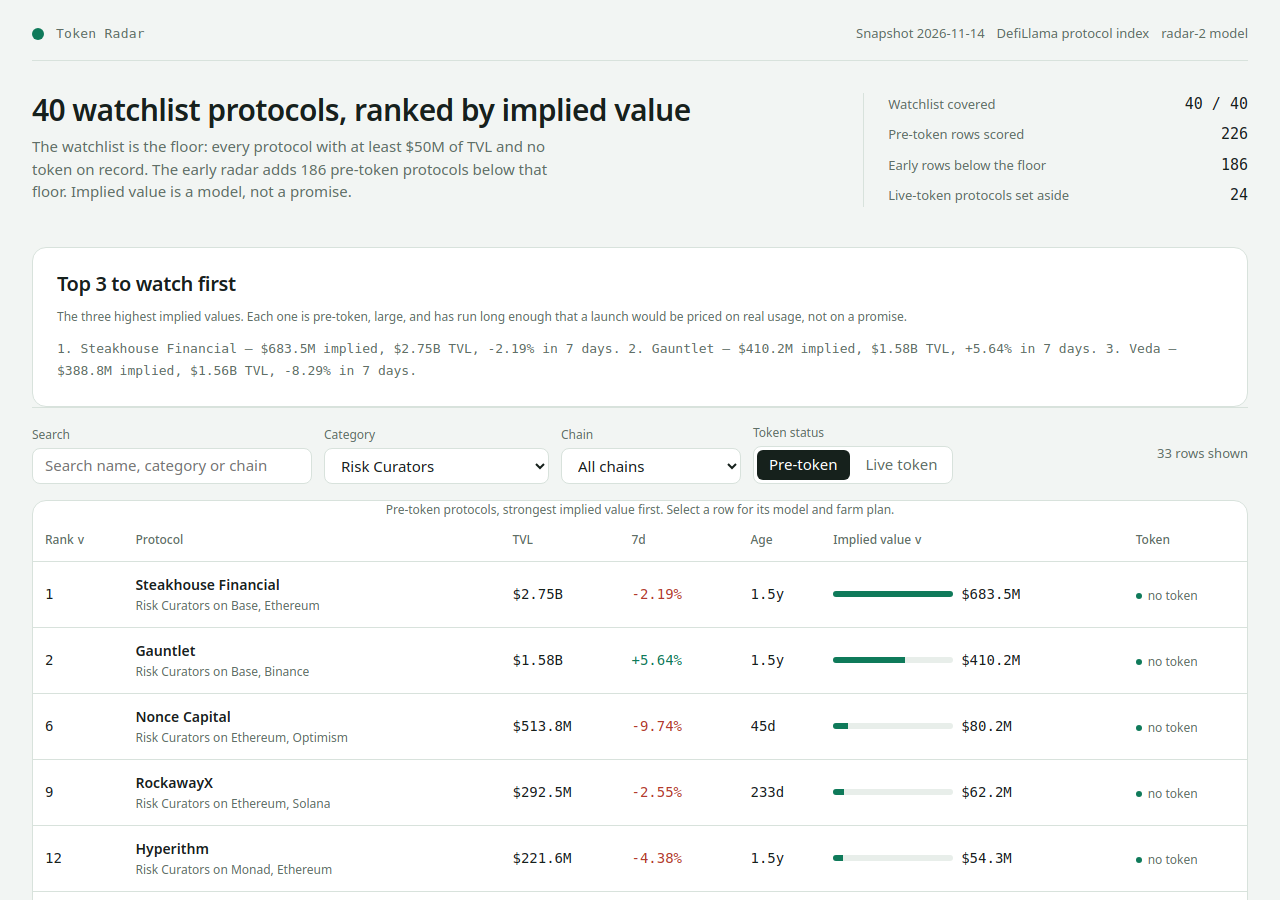 Token Radar
Snapshot 2026-11-14 DefiLlama protocol index radar-2 model
40 watchlist protocols, ranked by implied value
The watchlist is the floor: every protocol with at least $50M of TVL and no
token on record. The early radar adds 186 pre-token protocols below that
floor. Implied value is a model, not a promise.
Watchlist covered 40 / 40
Pre-token rows scored 226
Early rows below the floor 186
Live-token protocols set aside 24
Top 3 to watch first
The three highest implied values. Each one is pre-token, large, and has run long enough that a launch would be priced on real usage, not on a promise.
1. Steakhouse Financial — $683.5M implied, $2.75B TVL, -2.19% in 7 days. 2. Gauntlet — $410.2M implied, $1.58B TVL, +5.64% in 7 days. 3. Veda —
$388.8M implied, $1.56B TVL, -8.29% in 7 days.
Search Category Chain Token status
Search name, category or chain Risk Curators All chains Pre-token Live token 33 rows shown
Pre-token protocols, strongest implied value first. Select a row for its model and farm plan.
Rank v Protocol TVL 7d Age Implied value v Token
1 Steakhouse Financial $2.75B -2.19% 1.5y $683.5M no token
Risk Curators on Base, Ethereum
2 Gauntlet $1.58B +5.64% 1.5y $410.2M no token
Risk Curators on Base, Binance
6 Nonce Capital $513.8M -9.74% 45d $80.2M no token
Risk Curators on Ethereum, Optimism
9 RockawayX $292.5M -2.55% 233d $62.2M no token
Risk Curators on Ethereum, Solana
12 Hyperithm $221.6M -4.38% 1.5y $54.3M no token
Risk Curators on Monad, Ethereum